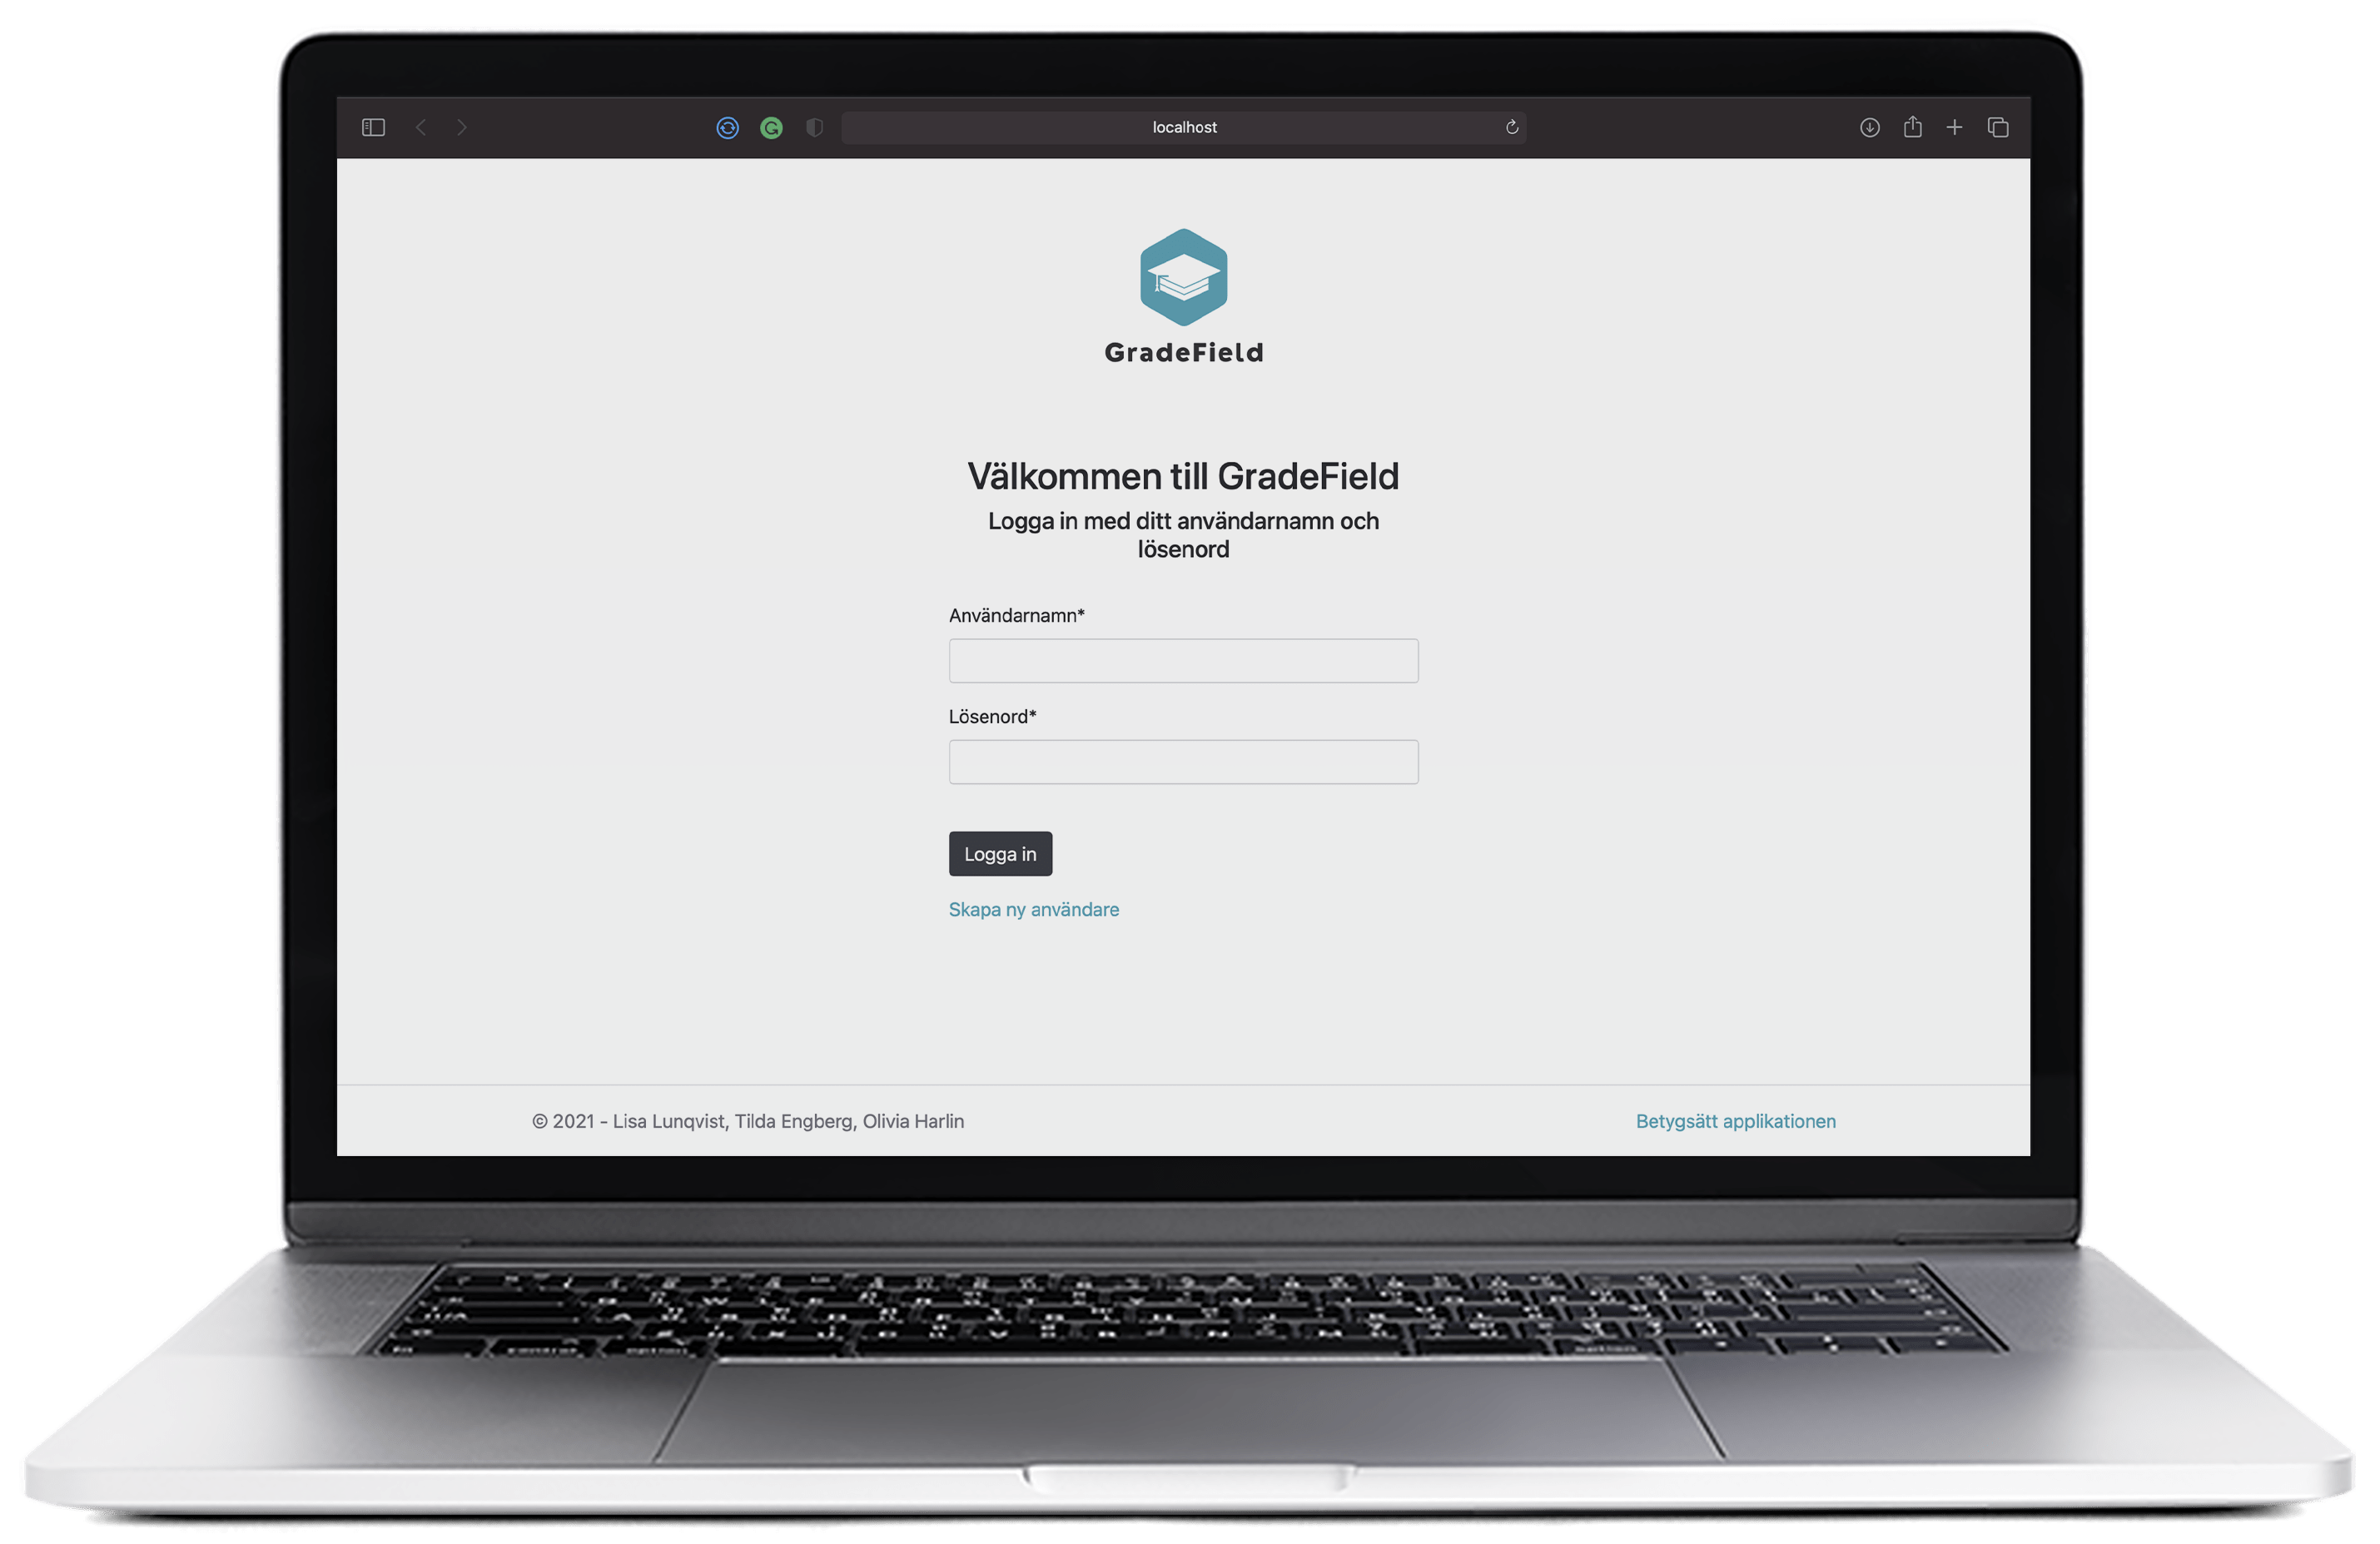 localhost
GradeField
Välkommen till GradeField
Logga in med ditt användarnamn och
lösenord
Användarnamn*
Lösenord*
Logga in
Skapa ny användare
© 2021 - Lisa Lunqvist, Tilda Engberg, Olivia Harlin
Betygsätt applikationen